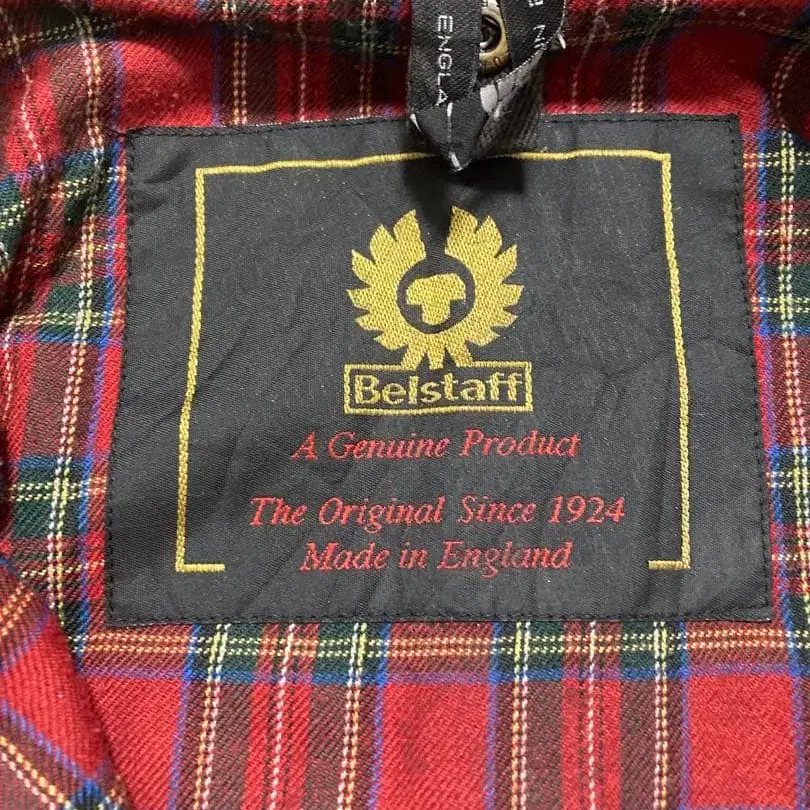 ENGLA
Belstaff
A Genuine Product
The Original Since 1924
Made in England